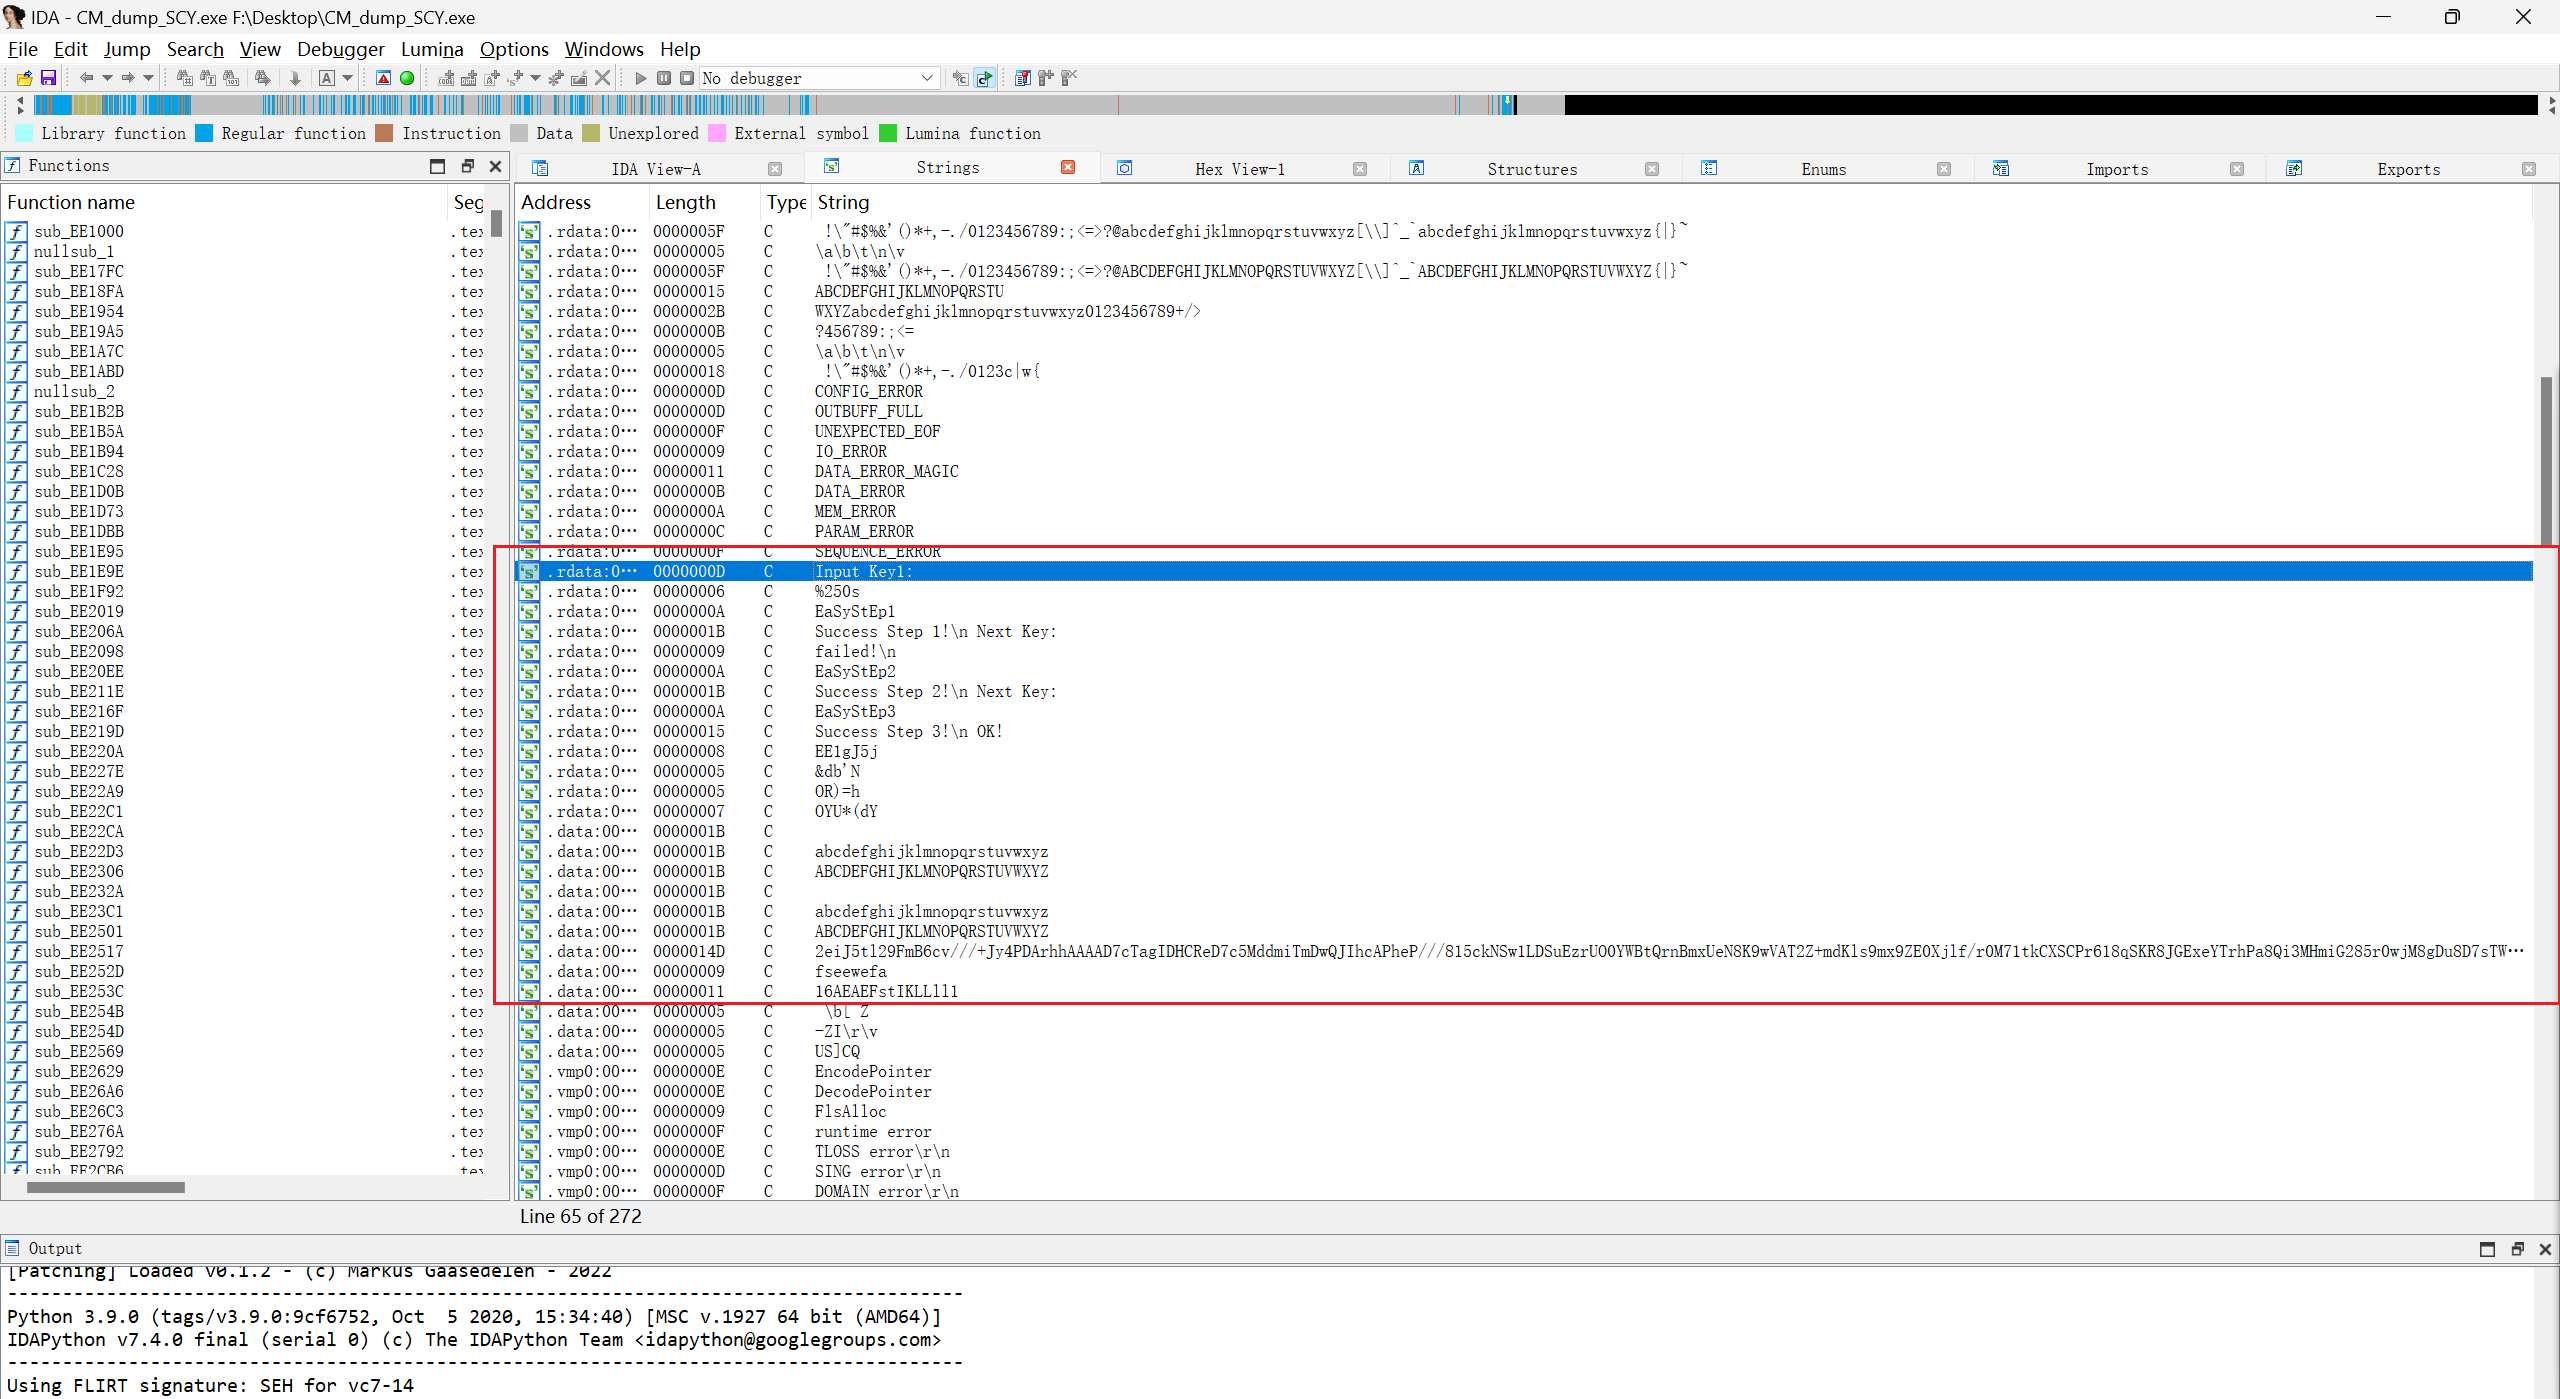 IDA - CM_dump_SCY.exe F:\Desktop\CM_dump_SCY.exe
File Edit Jump Search View Debugger Lumina Options Windows Help
No debugger
Library function Regular function Instruction Data Unexplored External symbol Lumina function
Functions
IDA View-A Strings Hex View-1 Structures Enums Imports Exports
Function name Seg
sub_EE1000 .tex
nullsub_1 .tex
sub_EE17FC .tex
sub_EE18FA .tex
sub_EE1954 .tex
sub_EE19A5 .tex
sub_EE1A7C .tex
sub_EE1ABD .tex
nullsub_2 .tex
sub_EE1B2B .tex
sub_EE1B5A .tex
sub_EE1B94 .tex
sub_EE1C28 .tex
sub_EE1D0B .tex
sub_EE1D73 .tex
sub_EE1DBB .tex
sub_EE1E95 .tex
sub_EE1E9E .tex
sub_EE1F92 .tex
sub_EE2019 .tex
sub_EE206A .tex
sub_EE2098 .tex
sub_EE20EE .tex
sub_EE211E .tex
sub_EE216F .tex
sub_EE219D .tex
sub_EE220A .tex
sub_EE227E .tex
sub_EE22A9 .tex
sub_EE22C1 .tex
sub_EE22CA .tex
sub_EE22D3 .tex
sub_EE2306 .tex
sub_EE232A .tex
sub_EE23C1 .tex
sub_EE2501 .tex
sub_EE2517 .tex
sub_EE252D .tex
sub_EE253C .tex
sub_EE254B .tex
sub_EE254D .tex
sub_EE2569 .tex
sub_EE2629 .tex
sub_EE26A6 .tex
sub_EE26C3 .tex
sub_EE276A .tex
sub_EE2792 .tex
sub_EE2CB6 .tex
Address Length Type String
.rdata:0… 0000005F C  !\"#$%&'()*+,-./0123456789:;<=>?@abcdefghijklmnopqrstuvwxyz[\\]^_`abcdefghijklmnopqrstuvwxyz{|}~
.rdata:0… 00000005 C \a\b\t\n\v
.rdata:0… 0000005F C  !\"#$%&'()*+,-./0123456789:;<=>?@ABCDEFGHIJKLMNOPQRSTUVWXYZ[\\]^_`ABCDEFGHIJKLMNOPQRSTUVWXYZ{|}~
.rdata:0… 00000015 C ABCDEFGHIJKLMNOPQRSTU
.rdata:0… 0000002B C WXYZabcdefghijklmnopqrstuvwxyz0123456789+/>
.rdata:0… 0000000B C ?456789:;<=
.rdata:0… 00000005 C \a\b\t\n\v
.rdata:0… 00000018 C  !\"#$%&'()*+,-./0123c|w{
.rdata:0… 0000000D C CONFIG_ERROR
.rdata:0… 0000000D C OUTBUFF_FULL
.rdata:0… 0000000F C UNEXPECTED_EOF
.rdata:0… 00000009 C IO_ERROR
.rdata:0… 00000011 C DATA_ERROR_MAGIC
.rdata:0… 0000000B C DATA_ERROR
.rdata:0… 0000000A C MEM_ERROR
.rdata:0… 0000000C C PARAM_ERROR
.rdata:0… 0000000F C SEQUENCE_ERROR
.rdata:0… 0000000D C Input Key1:
.rdata:0… 00000006 C %250s
.rdata:0… 0000000A C EaSyStEp1
.rdata:0… 0000001B C Success Step 1!\n Next Key:
.rdata:0… 00000009 C failed!\n
.rdata:0… 0000000A C EaSyStEp2
.rdata:0… 0000001B C Success Step 2!\n Next Key:
.rdata:0… 0000000A C EaSyStEp3
.rdata:0… 00000015 C Success Step 3!\n OK!
.rdata:0… 00000008 C EE1gJ5j
.rdata:0… 00000005 C &db'N
.rdata:0… 00000005 C OR)=h
.rdata:0… 00000007 C OYU*(dY
.data:00… 0000001B C
.data:00… 0000001B C abcdefghijklmnopqrstuvwxyz
.data:00… 0000001B C ABCDEFGHIJKLMNOPQRSTUVWXYZ
.data:00… 0000001B C
.data:00… 0000001B C abcdefghijklmnopqrstuvwxyz
.data:00… 0000001B C ABCDEFGHIJKLMNOPQRSTUVWXYZ
.data:00… 0000014D C 2eiJ5tl29FmB6cv///+Jy4PDArhhAAAAD7cTagIDHCReD7c5MddmiTmDwQJIhcAPheP///815ckNSw1LDSuEzrUO0YWBtQrnBmxUeN8K9wVAT2Z+mdKls9mx9ZE0Xjlf/r0M71tkCXSCPr618qSKR8JGExeYTrhPa8Qi3MHmiG285r0wjM8gDu8D7sTW…
.data:00… 00000009 C fseewefa
.data:00… 00000011 C 16AEAEFstIKLLlll
.data:00… 00000005 C  \b[ Z
.data:00… 00000005 C -ZI\r\v
.data:00… 00000005 C US]CQ
.vmp0:00… 0000000E C EncodePointer
.vmp0:00… 0000000E C DecodePointer
.vmp0:00… 00000009 C FlsAlloc
.vmp0:00… 0000000F C runtime error
.vmp0:00… 0000000E C TLOSS error\r\n
.vmp0:00… 0000000D C SING error\r\n
.vmp0:00… 0000000F C DOMAIN error\r\n
Line 65 of 272
Output
[Patching] Loaded v0.1.2 - (c) Markus Gaasedelen - 2022
---------------------------------------------------------------------------------------
Python 3.9.0 (tags/v3.9.0:9cf6752, Oct  5 2020, 15:34:40) [MSC v.1927 64 bit (AMD64)]
IDAPython v7.4.0 final (serial 0) (c) The IDAPython Team <idapython@googlegroups.com>
---------------------------------------------------------------------------------------
Using FLIRT signature: SEH for vc7-14